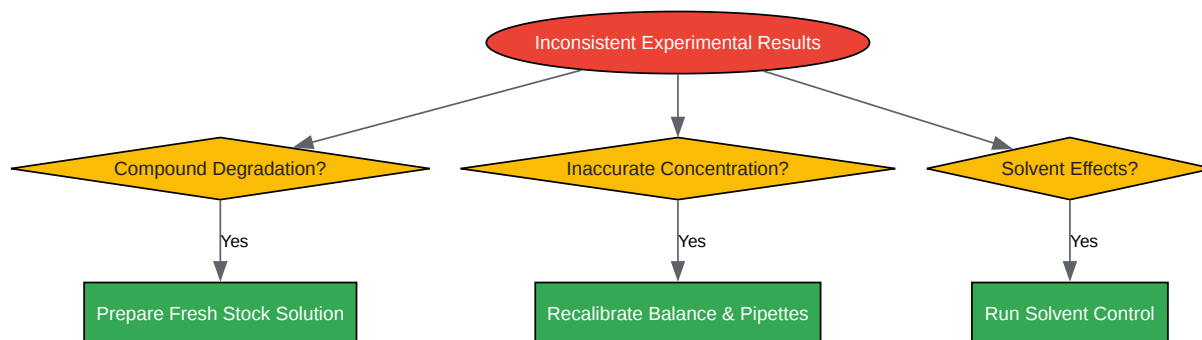 Inconsistent Experimental Results
Compound Degradation?
Inaccurate Concentration?
Solvent Effects?
Yes
Yes
Yes
Prepare Fresh Stock Solution
Recalibrate Balance & Pipettes
Run Solvent Control